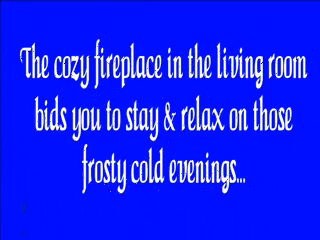 The cozy fireplace in the living room
bids you to stay & relax on those
frosty cold evenings...